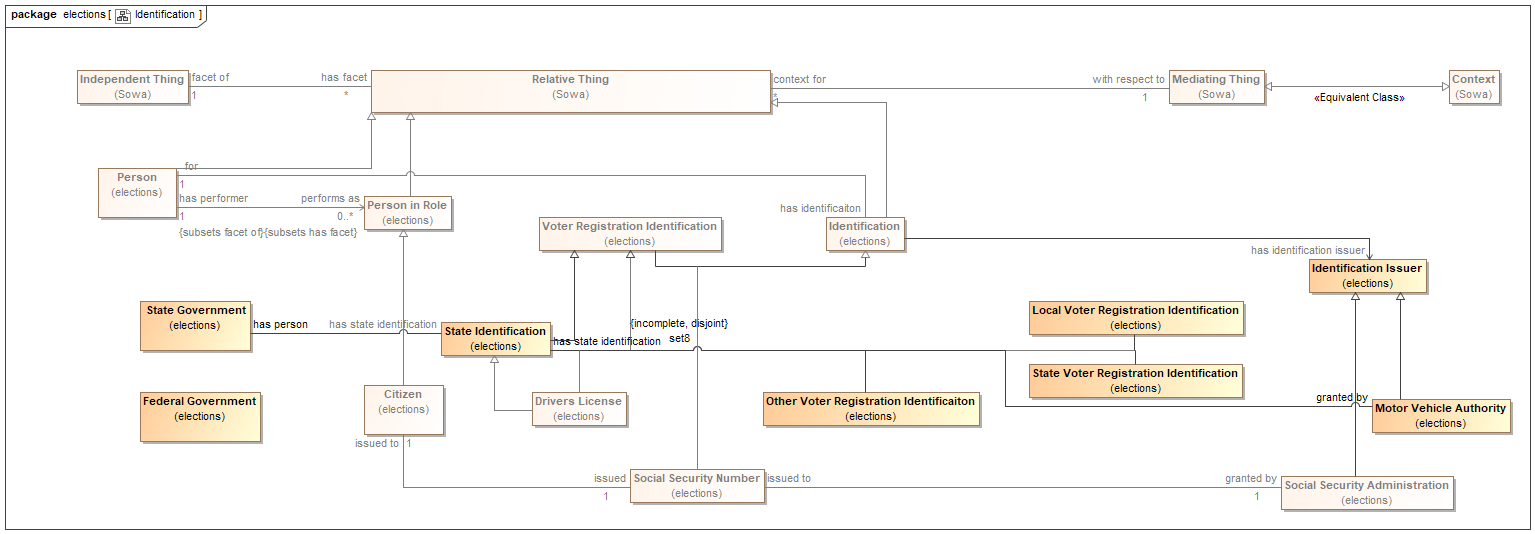 package elections [ Identification ]
Independent Thing
(Sowa)
facet of
1
has facet
*
Relative Thing
(Sowa)
context for
*
with respect to
1
Mediating Thing
(Sowa)
«Equivalent Class»
Context
(Sowa)
Person
(elections)
for
1
has performer
1
performs as
0..*
{subsets facet of}{subsets has facet}
Person in Role
(elections)
Voter Registration Identification
(elections)
has identificaiton
Identification
(elections)
has identification issuer
Identification Issuer
(elections)
State Government
(elections)
has person
has state identification
State Identification
(elections)
has state identification
{incomplete, disjoint}
set8
Local Voter Registration Identification
(elections)
State Voter Registration Identification
(elections)
Federal Government
(elections)
Citizen
(elections)
issued to
1
Drivers License
(elections)
Other Voter Registration Identificaiton
(elections)
granted by
Motor Vehicle Authority
(elections)
issued
1
Social Security Number
(elections)
issued to
granted by
1
Social Security Administration
(elections)